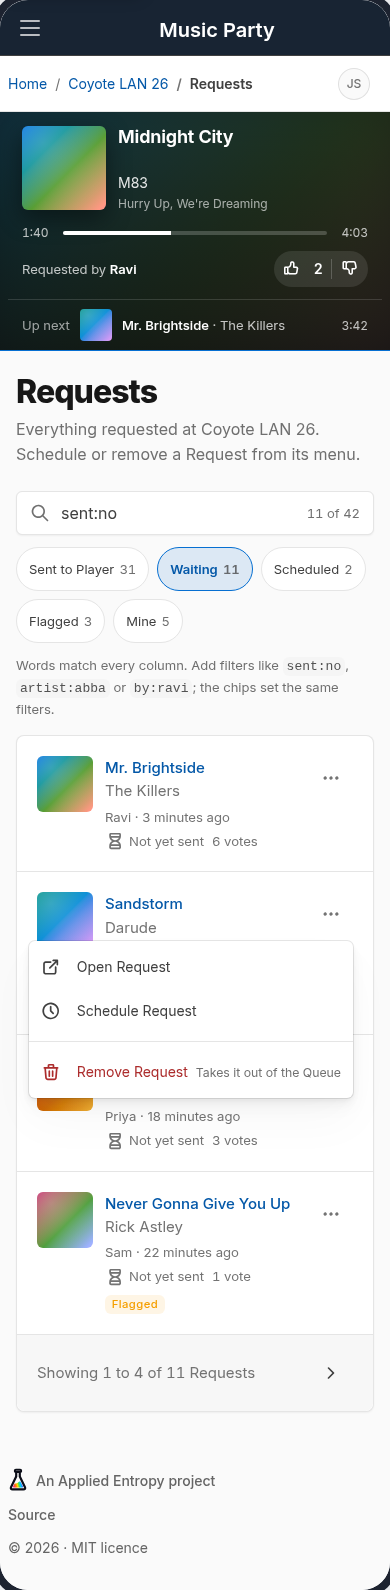 Music Party
Home / Coyote LAN 26 / Requests
JS
Midnight City
M83
Hurry Up, We're Dreaming
1:40
4:03
Requested by Ravi
2
Up next
Mr. Brightside · The Killers
3:42
Requests
Everything requested at Coyote LAN 26.
Schedule or remove a Request from its menu.
sent:no
11 of 42
Sent to Player 31
Waiting 11
Scheduled 2
Flagged 3
Mine 5
Words match every column. Add filters like sent:no,
artist:abba or by:ravi; the chips set the same
filters.
Mr. Brightside
The Killers
Ravi · 3 minutes ago
Not yet sent 6 votes
Sandstorm
Darude
Open Request
Schedule Request
Remove Request Takes it out of the Queue
Priya · 18 minutes ago
Not yet sent 3 votes
Never Gonna Give You Up
Rick Astley
Sam · 22 minutes ago
Not yet sent 1 vote
Flagged
Showing 1 to 4 of 11 Requests
An Applied Entropy project
Source
© 2026 · MIT licence